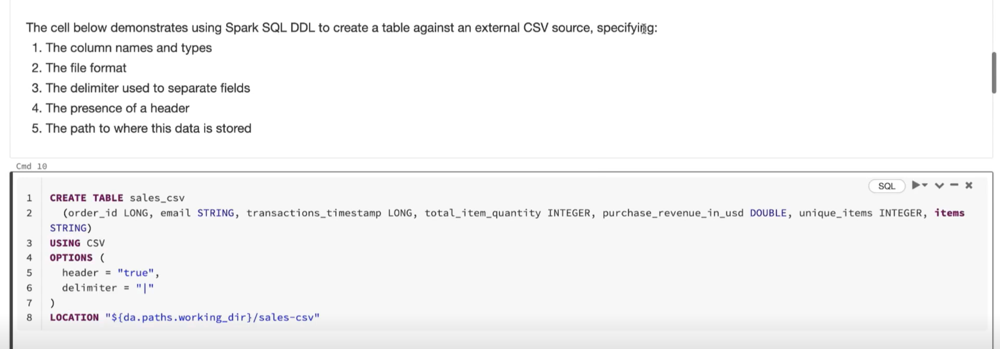 The cell below demonstrates using Spark SQL DDL to create a table against an external CSV source, specifying:
1. The column names and types
2. The file format
3. The delimiter used to separate fields
4. The presence of a header
5. The path to where this data is stored
Cmd 10
SQL
1 CREATE TABLE sales_csv
2 (order_id LONG, email STRING, transactions_timestamp LONG, total_item_quantity INTEGER, purchase_revenue_in_usd DOUBLE, unique_items INTEGER, items
STRING)
3 USING CSV
4 OPTIONS (
5 header = "true",
6 delimiter = "|"
7 )
8 LOCATION "${da.paths.working_dir}/sales-csv"